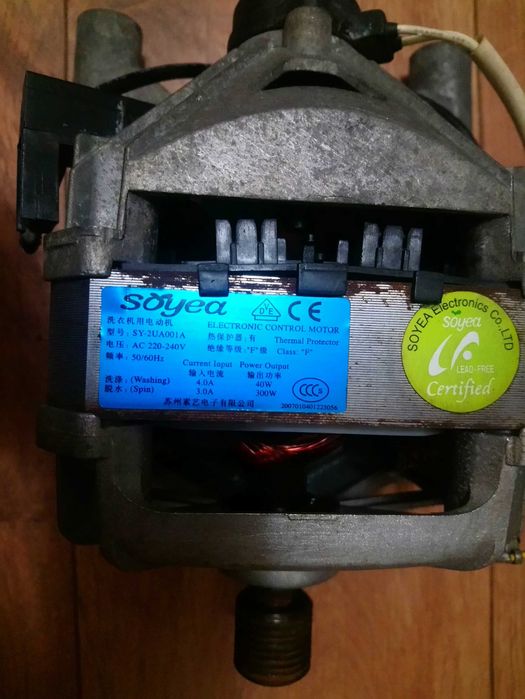 soyea
DVE CE
洗衣机用电动机 ELECTRONIC CONTROL MOTOR
型号: SY-2UA001A 热保护器: 有 Thermal Protector
电压: AC 220-240V 绝缘等级: "F"级 Class: "F"
频率: 50/60Hz
Current Input Power Output
输入电流 输出功率
洗涤: (Washing) 4.0A 40W
脱水: (Spin) 3.0A 300W
CCC
苏州索艺电子有限公司 2007010401223056
SOYEA Electronics Co., Ltd
soyea
LEAD-FREE
Certified